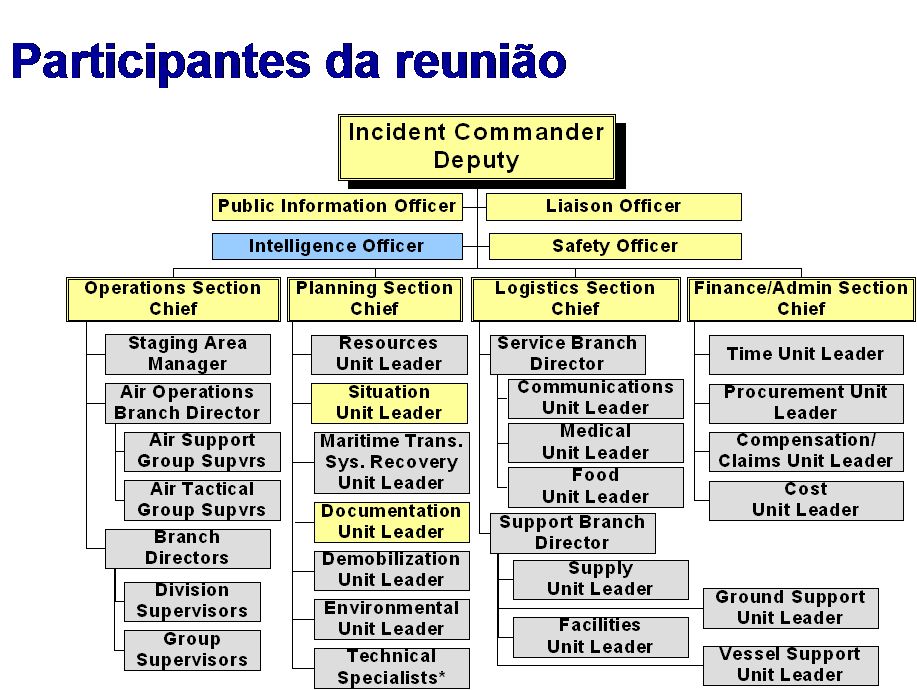 Participantes da reunião
Incident Commander
Deputy
Public Information Officer
Liaison Officer
Intelligence Officer
Safety Officer
Operations Section
Chief
Planning Section
Chief
Logistics Section
Chief
Finance/Admin Section
Chief
Staging Area
Manager
Air Operations
Branch Director
Air Support
Group Supvrs
Air Tactical
Group Supvrs
Branch
Directors
Division
Supervisors
Group
Supervisors
Resources
Unit Leader
Situation
Unit Leader
Maritime Trans.
Sys. Recovery
Unit Leader
Documentation
Unit Leader
Demobilization
Unit Leader
Environmental
Unit Leader
Technical
Specialists*
Service Branch
Director
Communications
Unit Leader
Medical
Unit Leader
Food
Unit Leader
Support Branch
Director
Supply
Unit Leader
Facilities
Unit Leader
Ground Support
Unit Leader
Vessel Support
Unit Leader
Time Unit Leader
Procurement Unit
Leader
Compensation/
Claims Unit Leader
Cost
Unit Leader